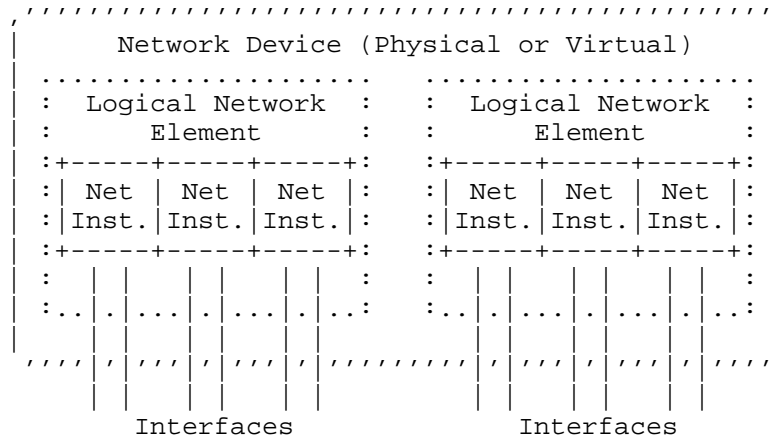 Network Device (Physical or Virtual)
Logical Network Logical Network
Element Element
Net Net Net Net Net Net
Inst. Inst. Inst. Inst. Inst. Inst.
Interfaces Interfaces